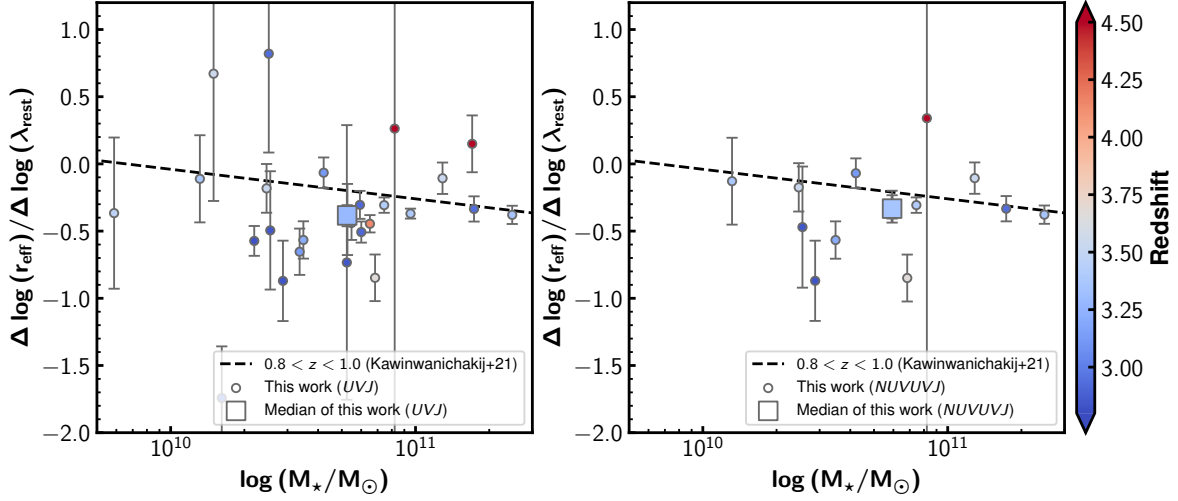 1.0
0.5
0.0
−0.5
−1.0
−1.5
−2.0
Δ log (r_eff) / Δ log (λ_rest)
0.8 < z < 1.0 (Kawinwanichakij+21)
This work (UVJ)
Median of this work (UVJ)
10^10
10^11
log (M⋆/M⊙)
1.0
0.5
0.0
−0.5
−1.0
−1.5
−2.0
Δ log (r_eff) / Δ log (λ_rest)
0.8 < z < 1.0 (Kawinwanichakij+21)
This work (NUVUVJ)
Median of this work (NUVUVJ)
10^10
10^11
log (M⋆/M⊙)
4.50
4.25
4.00
3.75
3.50
3.25
3.00
Redshift